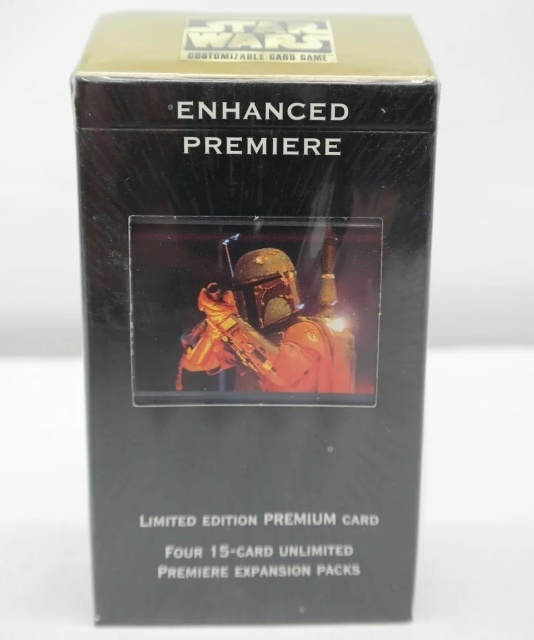 STAR
WARS
CUSTOMIZABLE CARD GAME
ENHANCED
PREMIERE
LIMITED EDITION PREMIUM CARD
FOUR 15-CARD UNLIMITED
PREMIERE EXPANSION PACKS